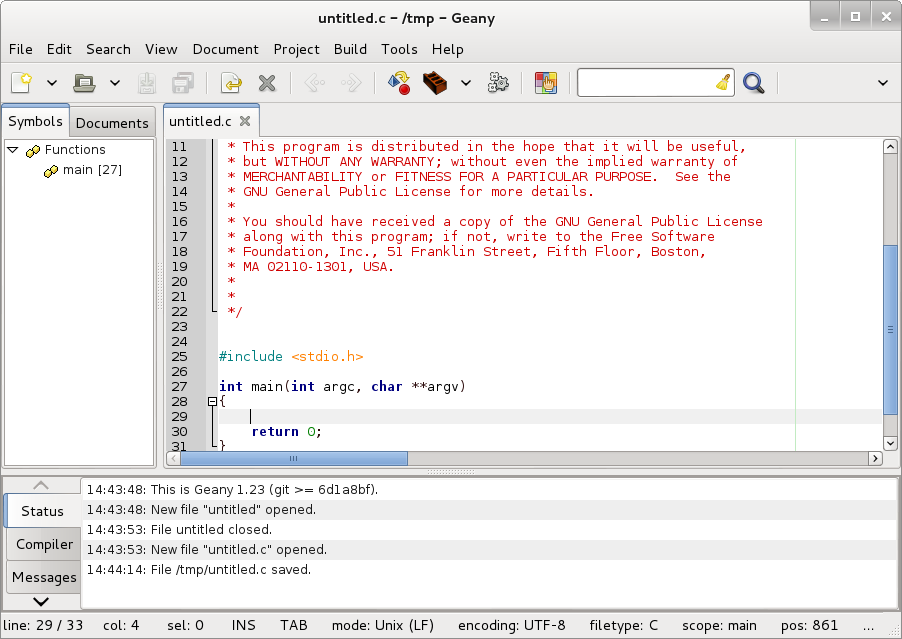 untitled.c – /tmp – Geany
File Edit Search View Document Project Build Tools Help
Symbols Documents
Functions
main [27]
untitled.c
11 * This program is distributed in the hope that it will be useful,
12 * but WITHOUT ANY WARRANTY; without even the implied warranty of
13 * MERCHANTABILITY or FITNESS FOR A PARTICULAR PURPOSE.  See the
14 * GNU General Public License for more details.
15 *
16 * You should have received a copy of the GNU General Public License
17 * along with this program; if not, write to the Free Software
18 * Foundation, Inc., 51 Franklin Street, Fifth Floor, Boston,
19 * MA 02110-1301, USA.
20 *
21 *
22 */
23
24
25 #include <stdio.h>
26
27 int main(int argc, char **argv)
28 {
29
30     return 0;
31 }
Status
Compiler
Messages
14:43:48: This is Geany 1.23 (git >= 6d1a8bf).
14:43:48: New file "untitled" opened.
14:43:53: File untitled closed.
14:43:53: New file "untitled.c" opened.
14:44:14: File /tmp/untitled.c saved.
line: 29 / 33 col: 4 sel: 0 INS TAB mode: Unix (LF) encoding: UTF-8 filetype: C scope: main pos: 861 ...